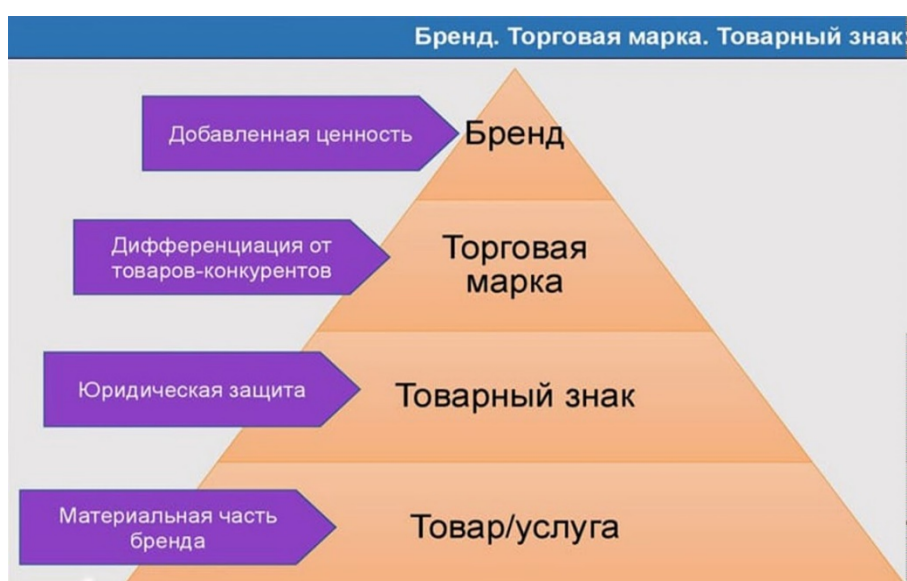 Бренд. Торговая марка. Товарный знак:
Добавленная ценность
Бренд
Дифференциация от
товаров-конкурентов
Торговая
марка
Юридическая защита
Товарный знак
Материальная часть
бренда
Товар/услуга